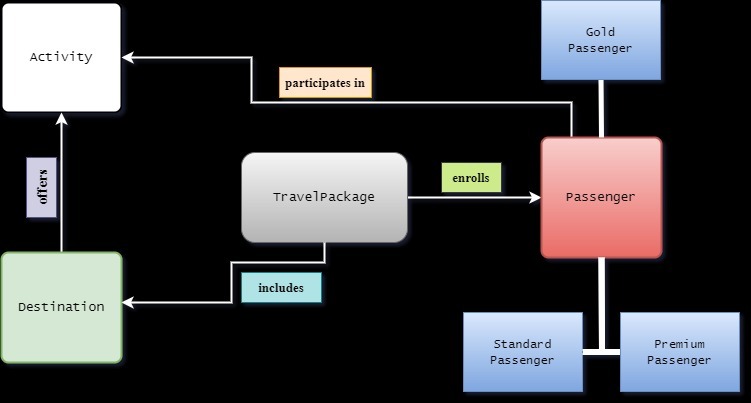 Gold
Passenger
Activity
participates in
offers
TravelPackage
enrolls
Passenger
includes
Destination
Standard
Passenger
Premium
Passenger